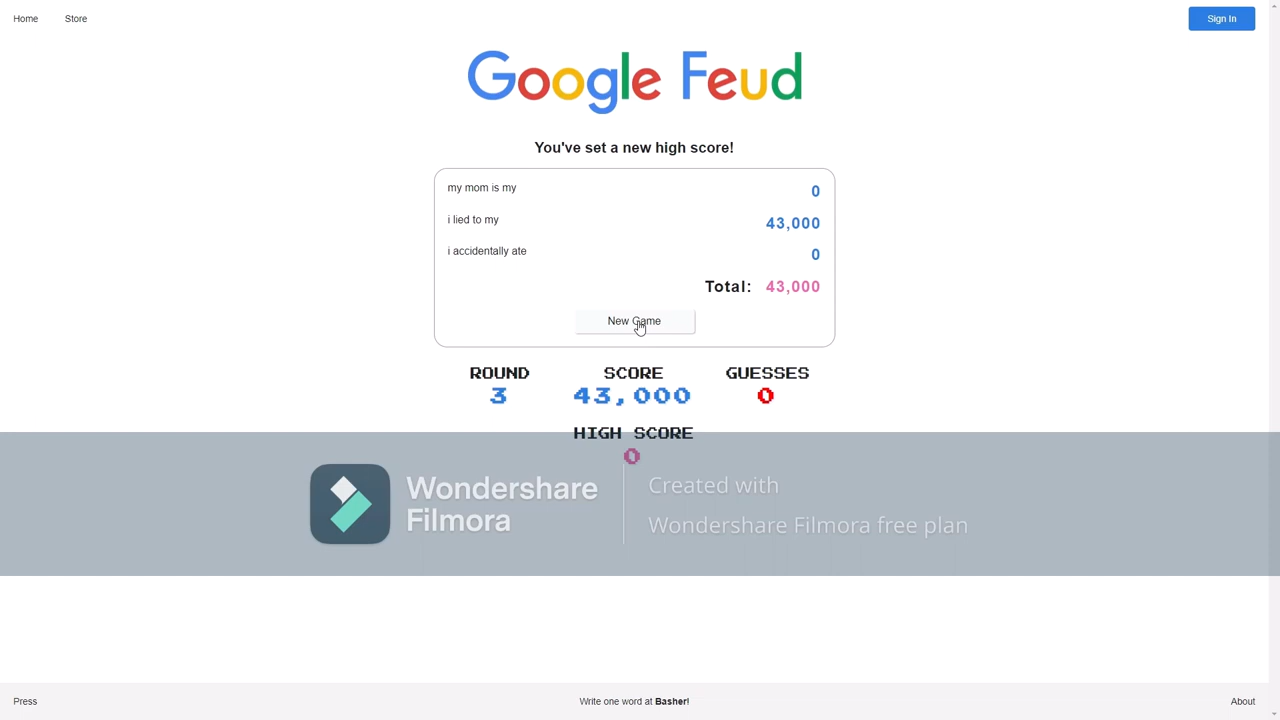 Home Store Sign In
Google Feud
You've set a new high score!
my mom is my 0
i lied to my 43,000
i accidentally ate 0
Total: 43,000
New Game
ROUND SCORE GUESSES
3 43,000 0
HIGH SCORE
0
Wondershare Created with
Filmora Wondershare Filmora free plan
Press Write one word at Basher! About